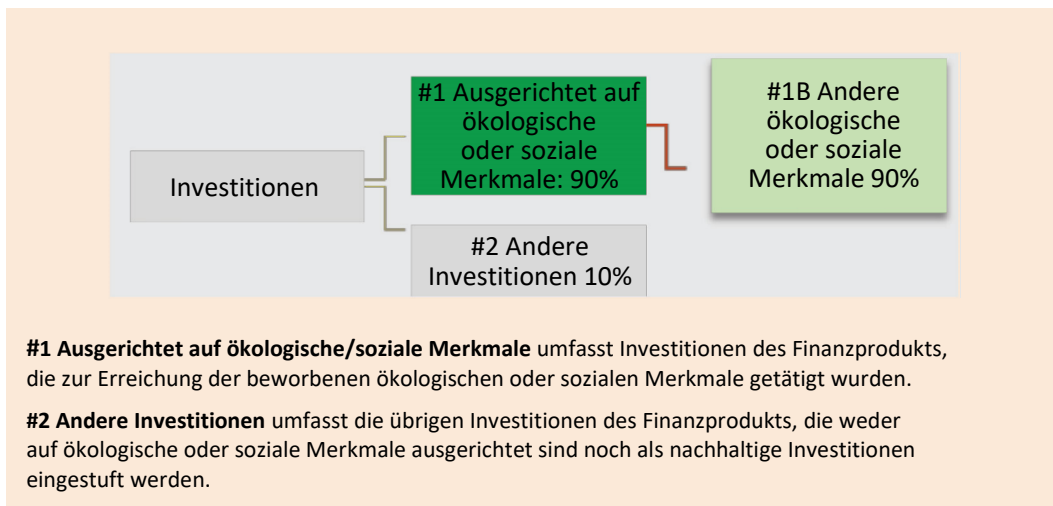 Investitionen
#1 Ausgerichtet auf
ökologische
oder soziale
Merkmale: 90%
#1B Andere
ökologische
oder soziale
Merkmale 90%
#2 Andere
Investitionen 10%
#1 Ausgerichtet auf ökologische/soziale Merkmale umfasst Investitionen des Finanzprodukts,
die zur Erreichung der beworbenen ökologischen oder sozialen Merkmale getätigt wurden.
#2 Andere Investitionen umfasst die übrigen Investitionen des Finanzprodukts, die weder
auf ökologische oder soziale Merkmale ausgerichtet sind noch als nachhaltige Investitionen
eingestuft werden.